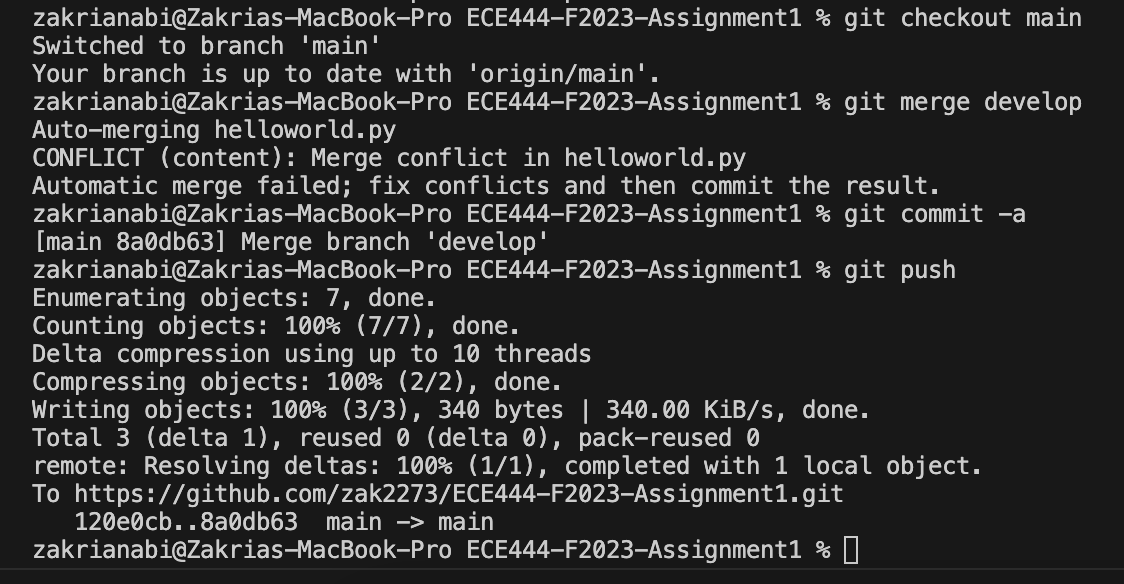 zakrianabi@Zakrias-MacBook-Pro ECE444-F2023-Assignment1 % git checkout main
Switched to branch 'main'
Your branch is up to date with 'origin/main'.
zakrianabi@Zakrias-MacBook-Pro ECE444-F2023-Assignment1 % git merge develop
Auto-merging helloworld.py
CONFLICT (content): Merge conflict in helloworld.py
Automatic merge failed; fix conflicts and then commit the result.
zakrianabi@Zakrias-MacBook-Pro ECE444-F2023-Assignment1 % git commit -a
[main 8a0db63] Merge branch 'develop'
zakrianabi@Zakrias-MacBook-Pro ECE444-F2023-Assignment1 % git push
Enumerating objects: 7, done.
Counting objects: 100% (7/7), done.
Delta compression using up to 10 threads
Compressing objects: 100% (2/2), done.
Writing objects: 100% (3/3), 340 bytes | 340.00 KiB/s, done.
Total 3 (delta 1), reused 0 (delta 0), pack-reused 0
remote: Resolving deltas: 100% (1/1), completed with 1 local object.
To https://github.com/zak2273/ECE444-F2023-Assignment1.git
   120e0cb..8a0db63  main -> main
zakrianabi@Zakrias-MacBook-Pro ECE444-F2023-Assignment1 %